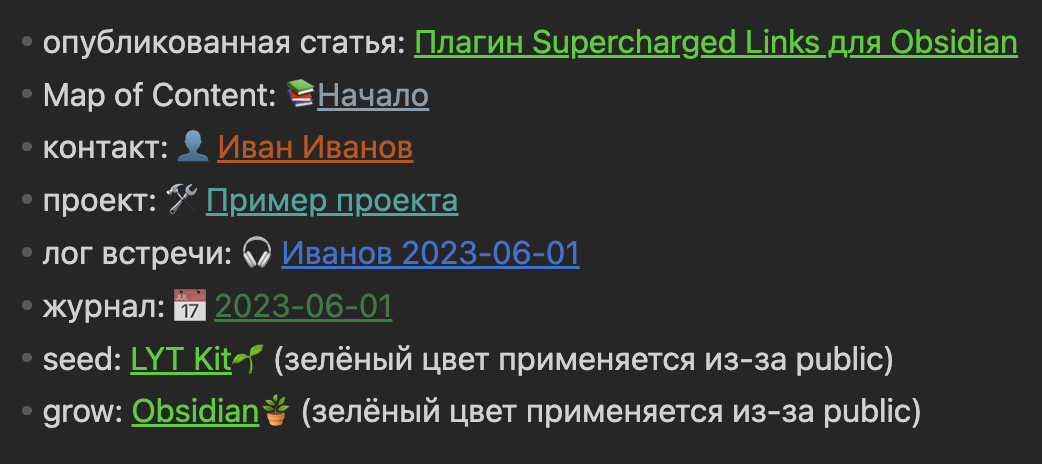 • опубликованная статья: Плагин Supercharged Links для Obsidian
• Map of Content: 📚Начало
• контакт: 👤 Иван Иванов
• проект: 🛠 Пример проекта
• лог встречи: 🎧 Иванов 2023-06-01
• журнал: 📅 2023-06-01
• seed: LYT Kit🌱 (зелёный цвет применяется из-за public)
• grow: Obsidian🪴 (зелёный цвет применяется из-за public)